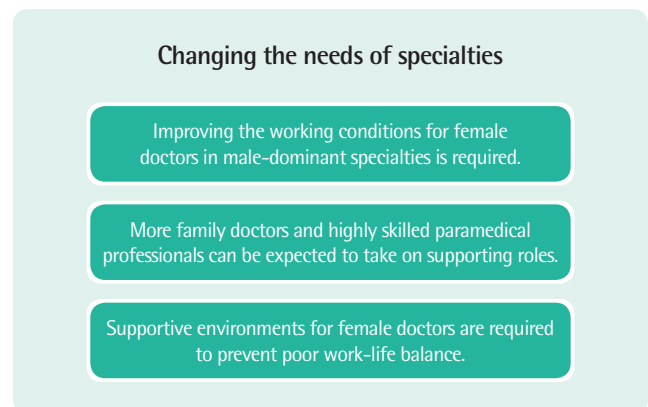 Changing the needs of specialties
Improving the working conditions for female
doctors in male-dominant specialties is required.
More family doctors and highly skilled paramedical
professionals can be expected to take on supporting roles.
Supportive environments for female doctors are required
to prevent poor work-life balance.